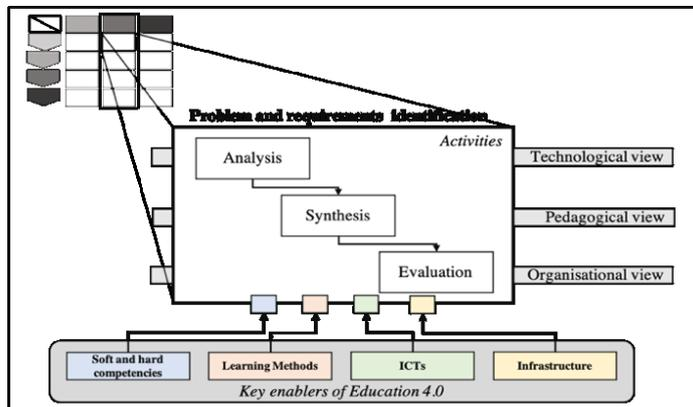 Problem and requirements identification
Activities
Analysis
Technological view
Synthesis
Pedagogical view
Evaluation
Organisational view
Soft and hard
competencies
Learning Methods
ICTs
Infrastructure
Key enablers of Education 4.0